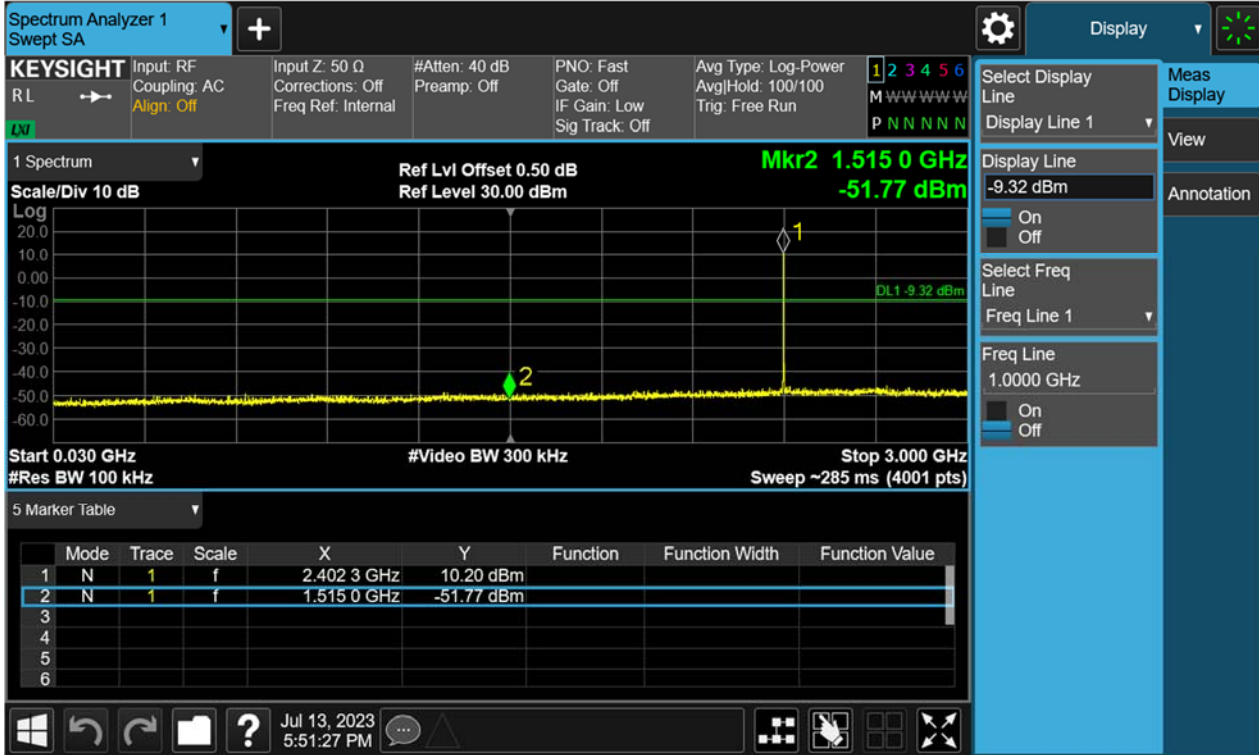 Spectrum Analyzer 1
Swept SA
Display
KEYSIGHT
R L
LXI
Input: RF
Coupling: AC
Align: Off
Input Z: 50 Ω
Corrections: Off
Freq Ref: Internal
#Atten: 40 dB
Preamp: Off
PNO: Fast
Gate: Off
IF Gain: Low
Sig Track: Off
Avg Type: Log-Power
Avg|Hold: 100/100
Trig: Free Run
1 2 3 4 5 6
M W W W W W W
P N N N N N
1 Spectrum
Scale/Div 10 dB
Ref Lvl Offset 0.50 dB
Ref Level 30.00 dBm
Mkr2 1.515 0 GHz
-51.77 dBm
Log
20.0
10.0
0.00
-10.0
-20.0
-30.0
-40.0
-50.0
-60.0
1
DL1 -9.32 dBm
2
Start 0.030 GHz
#Video BW 300 kHz
Stop 3.000 GHz
#Res BW 100 kHz
Sweep ~285 ms (4001 pts)
5 Marker Table
Mode Trace Scale X Y Function Function Width Function Value
1 N 1 f 2.402 3 GHz 10.20 dBm
2 N 1 f 1.515 0 GHz -51.77 dBm
3
4
5
6
Select Display
Line
Display Line 1
Display Line
-9.32 dBm
On
Off
Select Freq
Line
Freq Line 1
Freq Line
1.0000 GHz
On
Off
Meas
Display
View
Annotation
?
Jul 13, 2023
5:51:27 PM